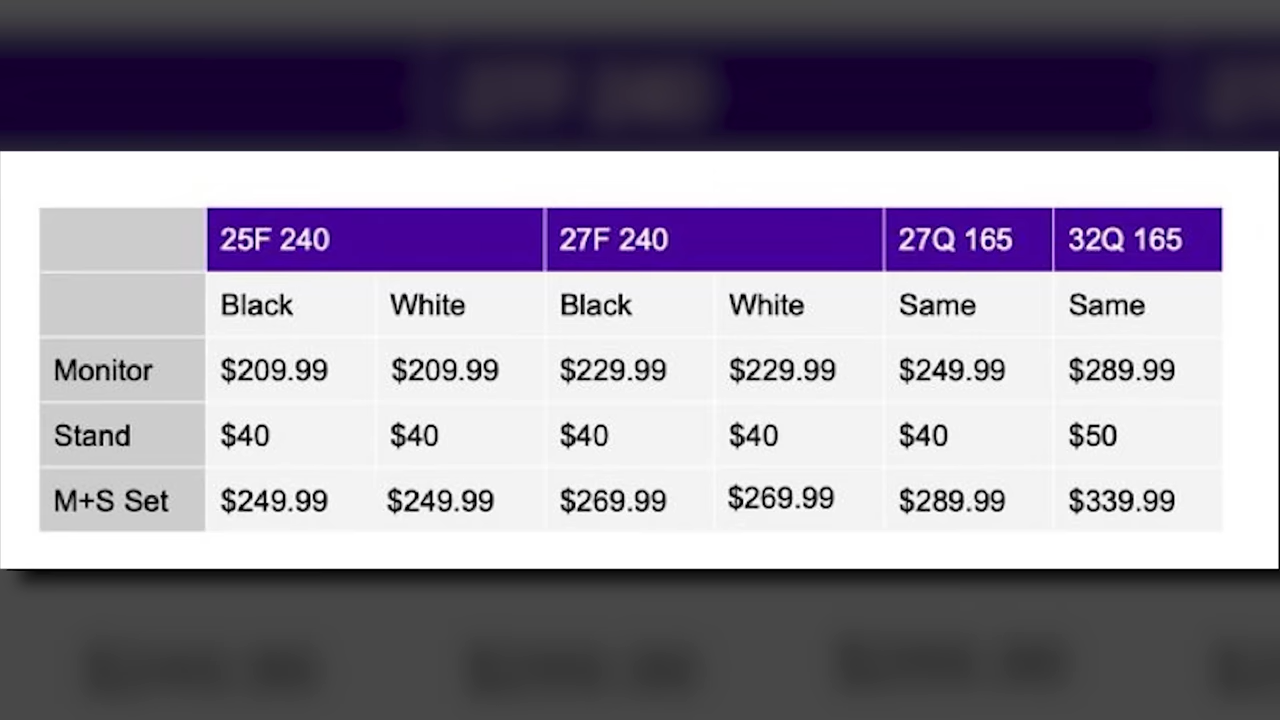 25F 240 27F 240 27Q 165 32Q 165
Black White Black White Same Same
Monitor $209.99 $209.99 $229.99 $229.99 $249.99 $289.99
Stand $40 $40 $40 $40 $40 $50
M+S Set $249.99 $249.99 $269.99 $269.99 $289.99 $339.99